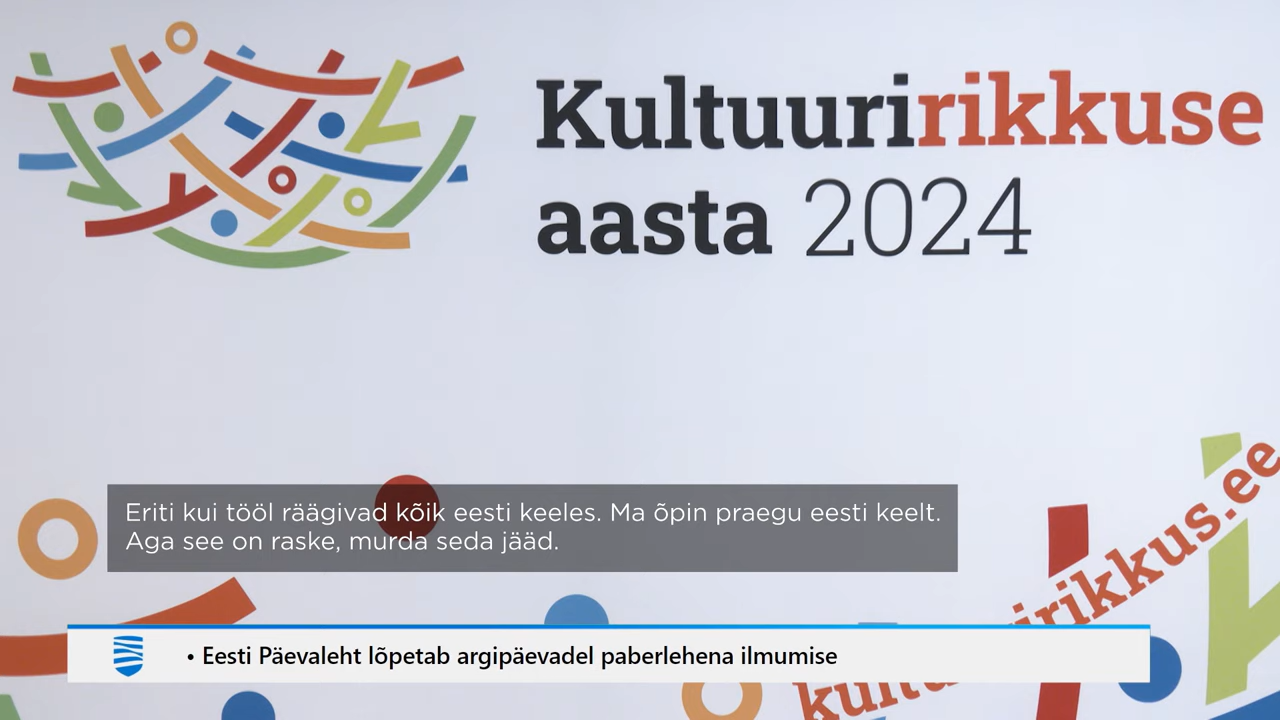 Kultuuririkkuse
aasta 2024
Eriti kui tööl räägivad kõik eesti keeles. Ma õpin praegu eesti keelt.
Aga see on raske, murda seda jääd.
• Eesti Päevaleht lõpetab argipäevadel paberlehena ilmumise